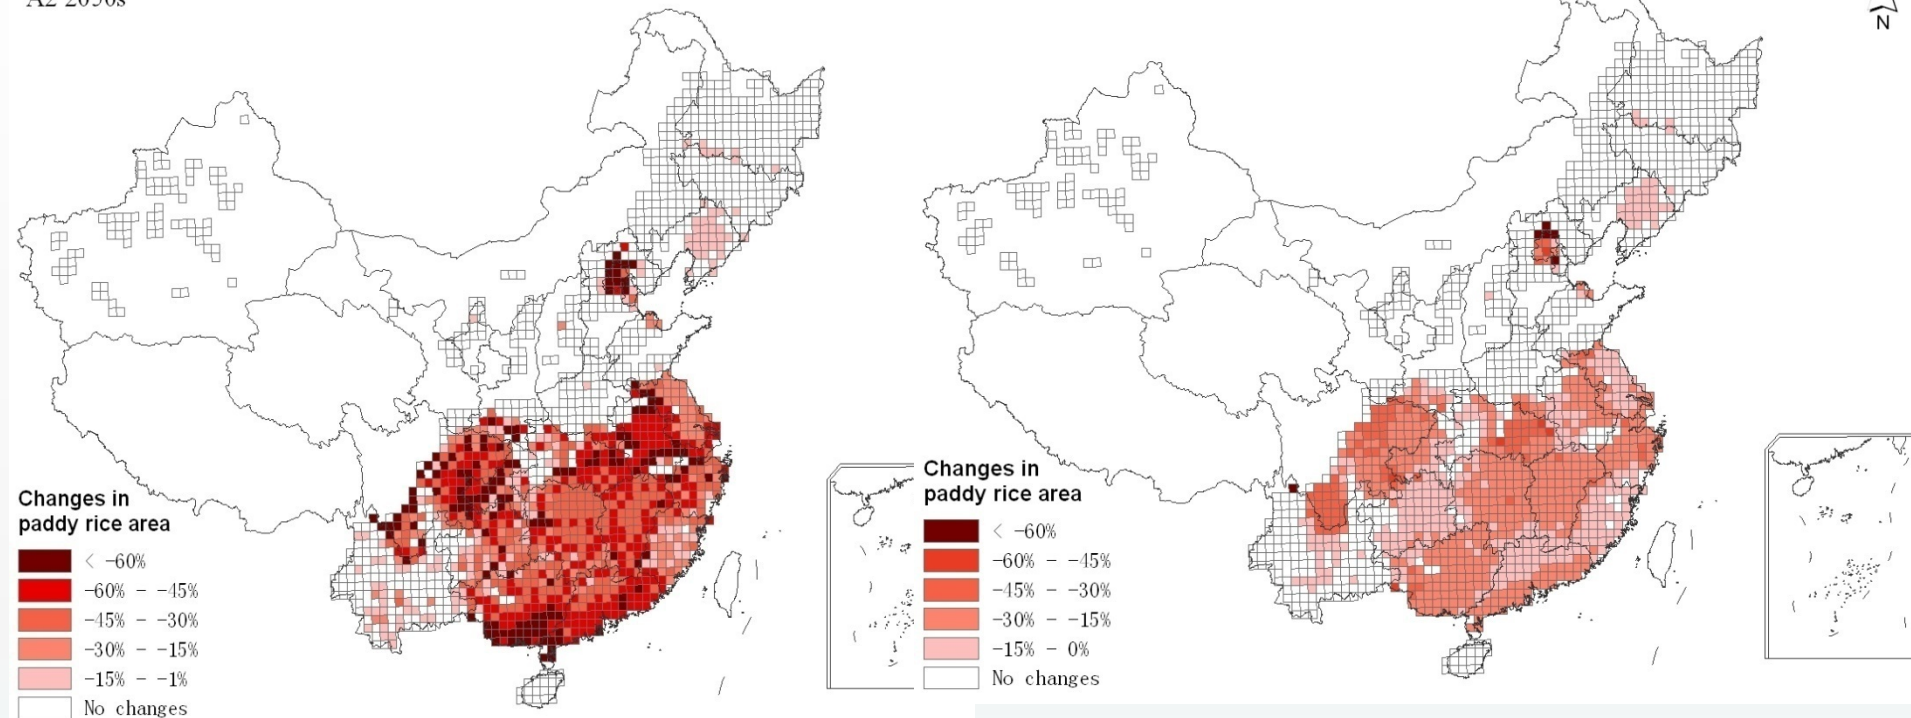 A2 2050s
N
Changes in
paddy rice area
< -60%
-60% - -45%
-45% - -30%
-30% - -15%
-15% - -1%
No changes
Changes in
paddy rice area
< -60%
-60% - -45%
-45% - -30%
-30% - -15%
-15% - 0%
No changes